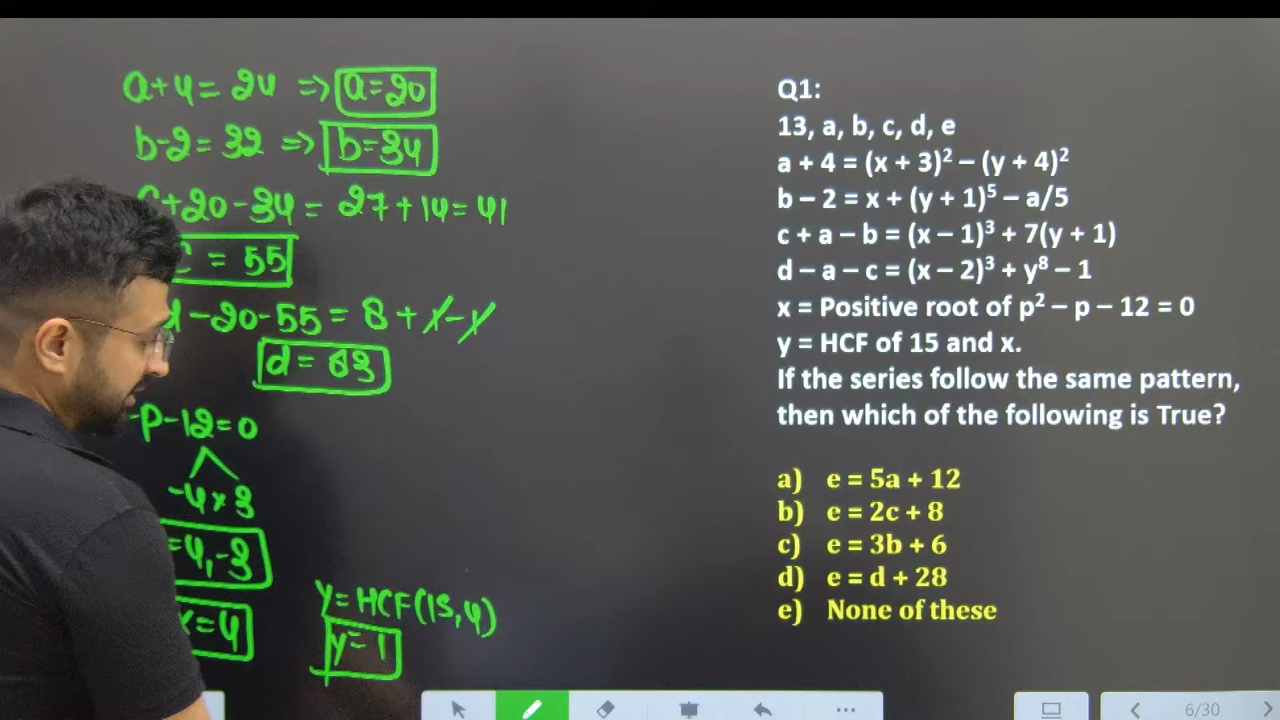 a+4 = 24 => a=20
b-2 = 32 => b=34
+20-34 = 27+14 = 41
= 55
-20-55 = 8+1-1
d = 83
-P-12=0
-4 x 3
=4,-3
x=4
y=HCF(15,4)
y=1
Q1:
13, a, b, c, d, e
a + 4 = (x + 3)² – (y + 4)²
b – 2 = x + (y + 1)⁵ – a/5
c + a – b = (x – 1)³ + 7(y + 1)
d – a – c = (x – 2)³ + y⁸ – 1
x = Positive root of p² – p – 12 = 0
y = HCF of 15 and x.
If the series follow the same pattern,
then which of the following is True?
a) e = 5a + 12
b) e = 2c + 8
c) e = 3b + 6
d) e = d + 28
e) None of these
6/30